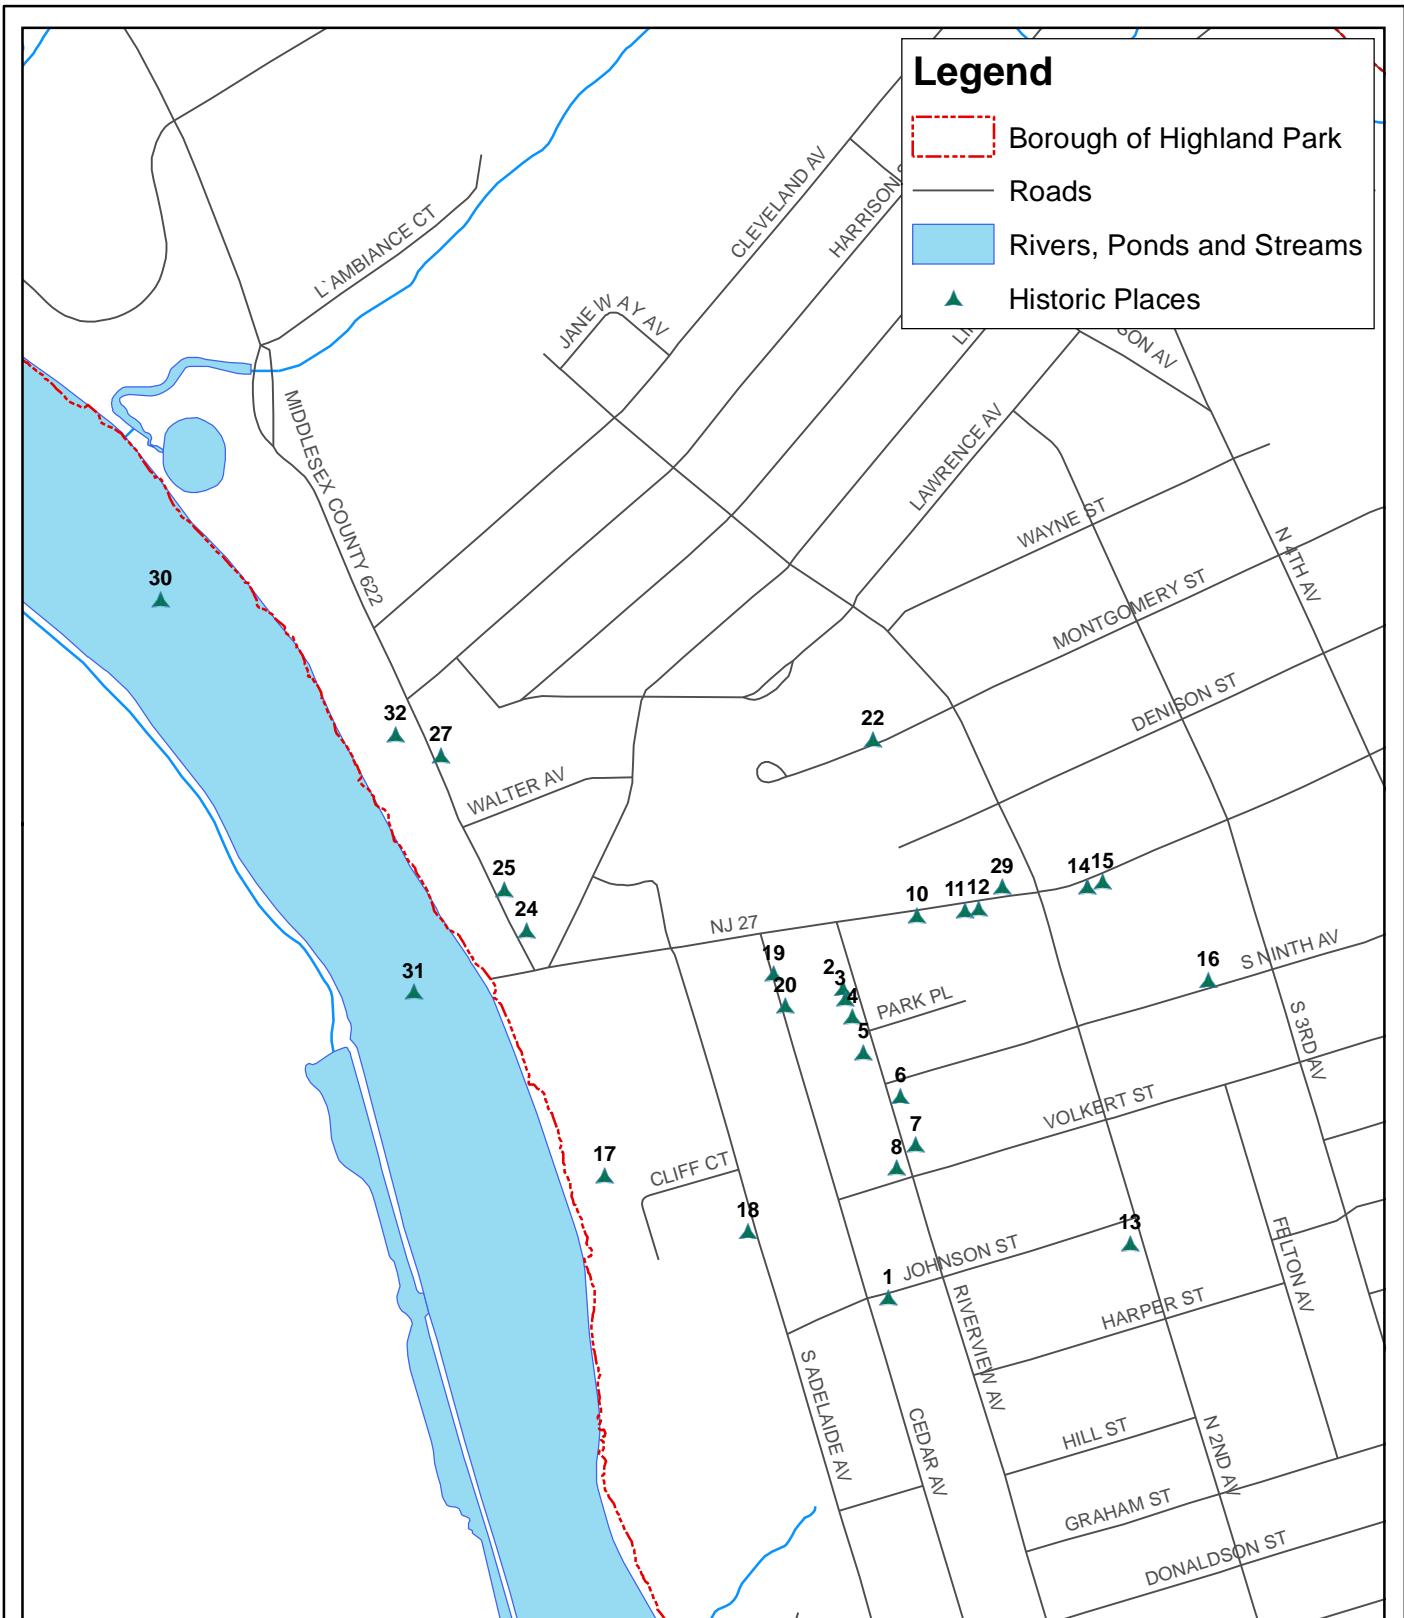 Legend
Borough of Highland Park
Roads
Rivers, Ponds and Streams
Historic Places
CLEVELAND AV
HARRISON
L`AMBIANCE CT
JANEWAY AV
SON AV
LAWRENCE AV
MIDDLESEX COUNTY 622
WAYNE ST
N 4TH AV
MONTGOMERY ST
30
DENISON ST
32
27
22
WALTER AV
25
24
29
14
15
10
11
12
NJ 27
31
19
20
2
3
4
5
PARK PL
16
S NINTH AV
S 3RD AV
6
7
8
VOLKERT ST
17
CLIFF CT
18
13
1
JOHNSON ST
FELTON AV
HARPER ST
RIVERVIEW AV
S ADELAIDE AV
CEDAR AV
HILL ST
N 2ND AV
GRAHAM ST
DONALDSON ST